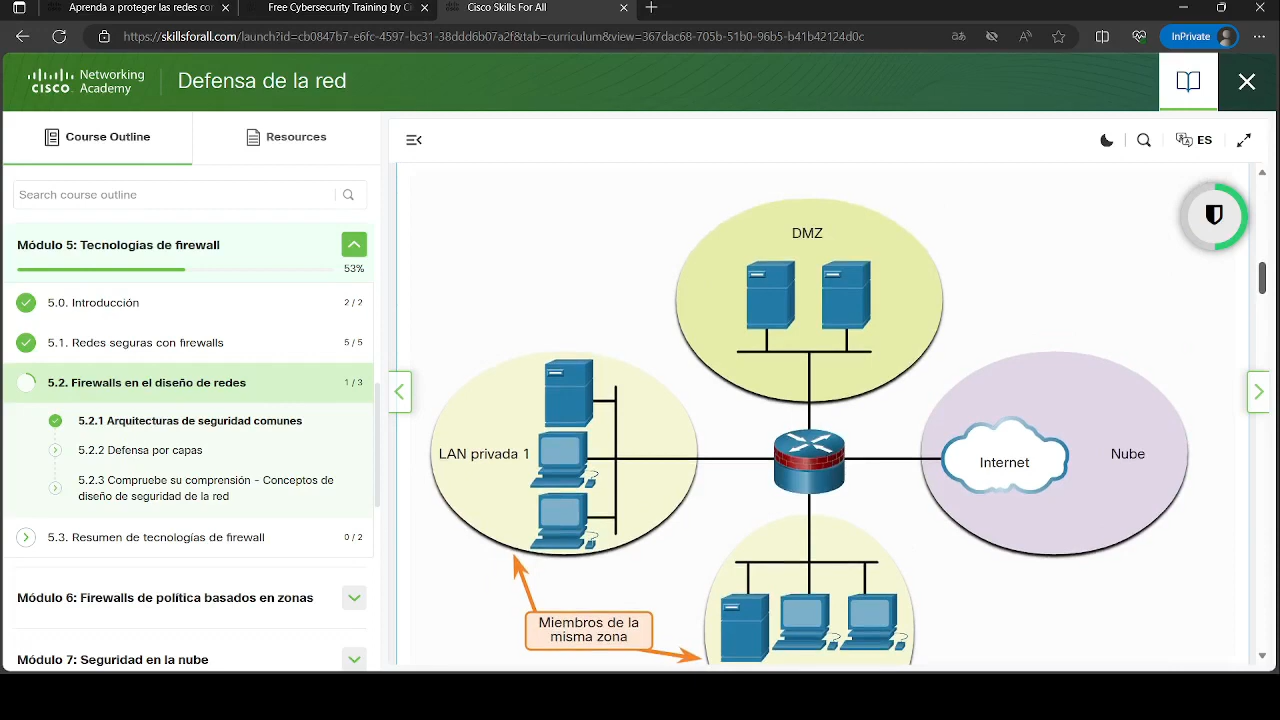 Aprenda a proteger las redes co
Free Cybersecurity Training by Ci
Cisco Skills For All
https://skillsforall.com/launch?id=cb0847b7-e6fc-4597-bc31-38ddd6b07a2f&tab=curriculum&view=367dac68-705b-51b0-96b5-b41b42124d0c
InPrivate
CISCO
Networking
Academy
Defensa de la red
Course Outline
Resources
ES
Search course outline
Módulo 5: Tecnologías de firewall
53%
5.0. Introducción
2 / 2
5.1. Redes seguras con firewalls
5 / 5
5.2. Firewalls en el diseño de redes
1 / 3
5.2.1 Arquitecturas de seguridad comunes
5.2.2 Defensa por capas
5.2.3 Compruebe su comprensión - Conceptos de
diseño de seguridad de la red
5.3. Resumen de tecnologías de firewall
0 / 2
Módulo 6: Firewalls de política basados en zonas
Módulo 7: Seguridad en la nube
DMZ
LAN privada 1
Internet
Nube
Miembros de la
misma zona